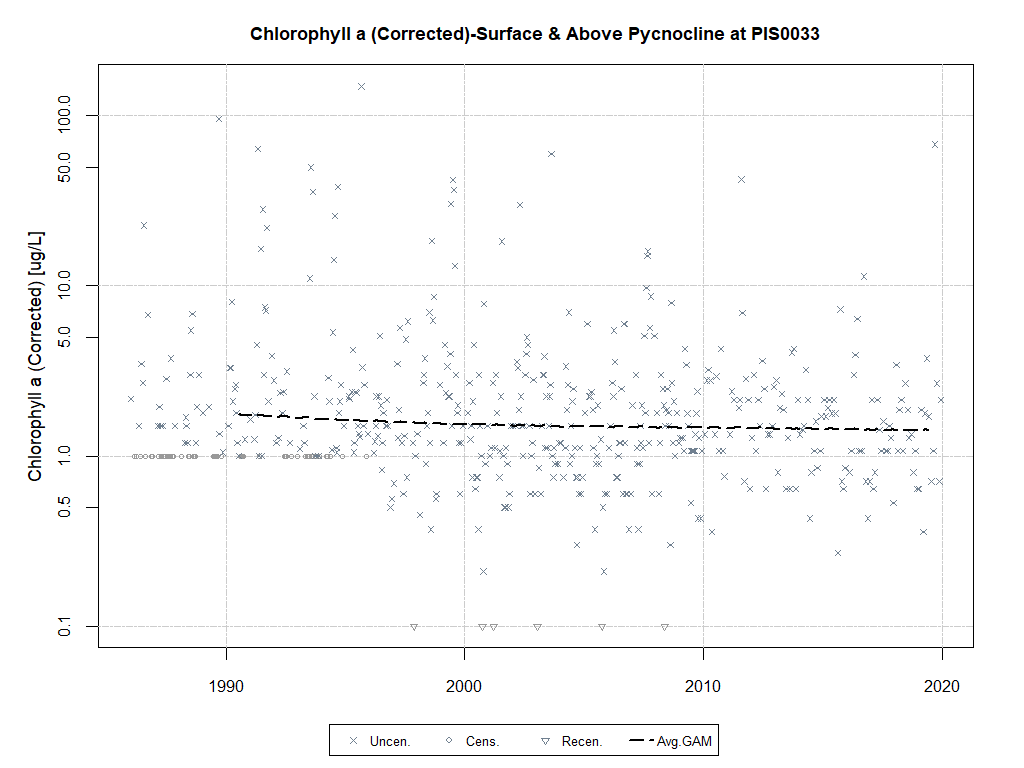 Chlorophyll a (Corrected)-Surface & Above Pycnocline at PIS0033
Chlorophyll a (Corrected) [ug/L]
100.0
50.0
10.0
5.0
1.0
0.5
0.1
1990
2000
2010
2020
Uncen.
Cens.
Recen.
Avg.GAM